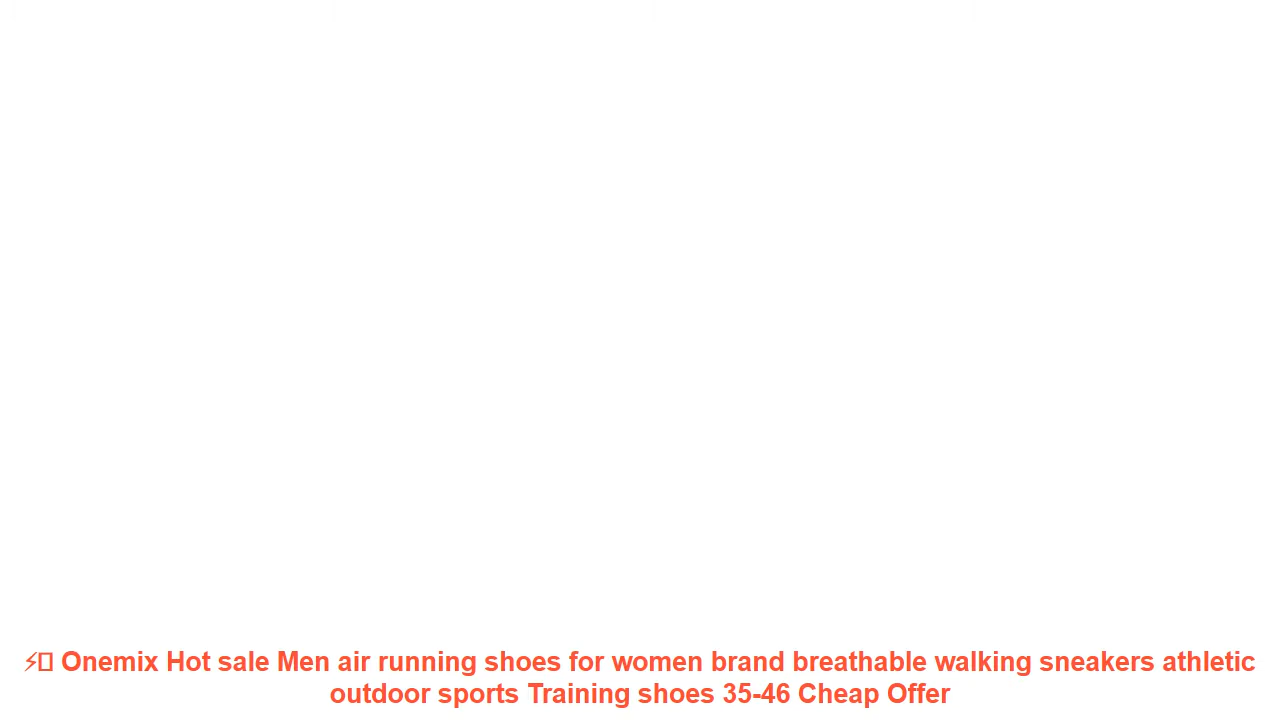 ⚡ Onemix Hot sale Men air running shoes for women brand breathable walking sneakers athletic
outdoor sports Training shoes 35-46 Cheap Offer